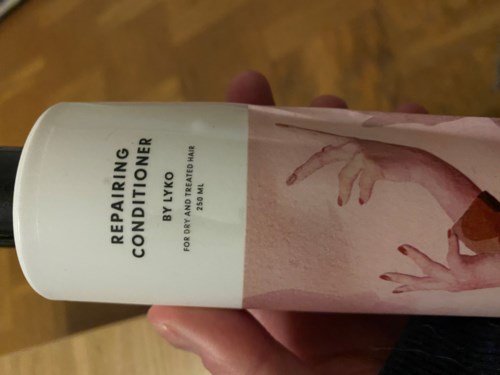 REPAIRING
CONDITIONER
BY LYKO
FOR DRY AND TREATED HAIR
250 ML